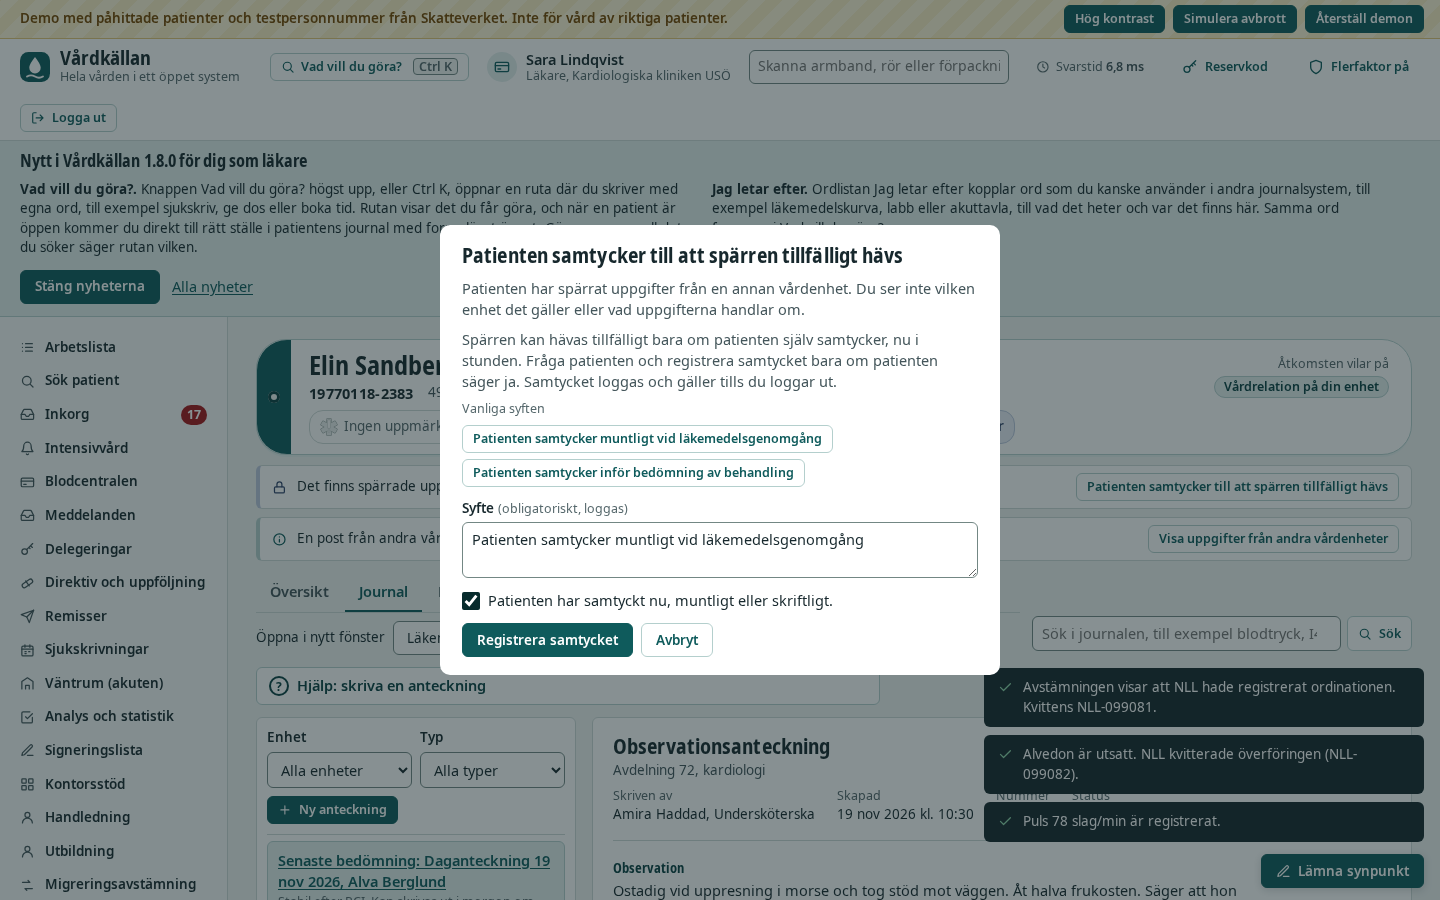 Demo med påhittade patienter och testpersonnummer från Skatteverket. Inte för vård av riktiga patienter.
Hög kontrast
Simulera avbrott
Återställ demon
Vårdkällan
Hela vården i ett öppet system
Vad vill du göra? Ctrl K
Sara Lindqvist
Läkare, Kardiologiska kliniken USÖ
Skanna armband, rör eller förpackni
Svarstid 6,8 ms
Reservkod
Flerfaktor på
Logga ut
Nytt i Vårdkällan 1.8.0 för dig som läkare
Vad vill du göra?. Knappen Vad vill du göra? högst upp, eller Ctrl K, öppnar en ruta där du skriver med
egna ord, till exempel sjukskriv, ge dos eller boka tid. Rutan visar det du får göra, och när en patient är
öppen kommer du direkt till rätt ställe i patientens journal med
du söker säger rutan vilken.
Jag letar efter. Ordlistan Jag letar efter kopplar ord som du kanske använder i andra journalsystem, till
exempel läkemedelskurva, labb eller akuttavla, till vad det heter och var det finns här. Samma ord
Stäng nyheterna
Alla nyheter
Patienten samtycker till att spärren tillfälligt hävs
Patienten har spärrat uppgifter från en annan vårdenhet. Du ser inte vilken
enhet det gäller eller vad uppgifterna handlar om.
Spärren kan hävas tillfälligt bara om patienten själv samtycker, nu i
stunden. Fråga patienten och registrera samtycket bara om patienten
säger ja. Samtycket loggas och gäller tills du loggar ut.
Vanliga syften
Patienten samtycker muntligt vid läkemedelsgenomgång
Patienten samtycker inför bedömning av behandling
Syfte (obligatoriskt, loggas)
Patienten samtycker muntligt vid läkemedelsgenomgång
Patienten har samtyckt nu, muntligt eller skriftligt.
Registrera samtycket
Avbryt
Arbetslista
Sök patient
Inkorg 17
Intensivvård
Blodcentralen
Meddelanden
Delegeringar
Direktiv och uppföljning
Remisser
Sjukskrivningar
Väntrum (akuten)
Analys och statistik
Signeringslista
Kontorsstöd
Handledning
Utbildning
Migreringsavstämning
Elin Sandber
19770118-2383 49
Ingen uppmärk
Åtkomsten vilar på
Vårdrelation på din enhet
Det finns spärrade upp
Patienten samtycker till att spärren tillfälligt hävs
En post från andra vår
Visa uppgifter från andra vårdenheter
Översikt
Journal
Öppna i nytt fönster
Läker
Sök i journalen, till exempel blodtryck, I
Sök
Hjälp: skriva en anteckning
Enhet
Typ
Alla enheter
Alla typer
Ny anteckning
Senaste bedömning: Daganteckning 19
nov 2026, Alva Berglund
Observationsanteckning
Avdelning 72, kardiologi
Skriven av
Skapad
Nummer
Status
Amira Haddad, Undersköterska
19 nov 2026 kl. 10:30
Observation
Ostadig vid uppresning i morse och tog stöd mot väggen. Åt halva frukosten. Säger att hon
Avstämningen visar att NLL hade registrerat ordinationen.
Kvittens NLL-099081.
Alvedon är utsatt. NLL kvitterade överföringen (NLL-
099082).
Puls 78 slag/min är registrerat.
Lämna synpunkt